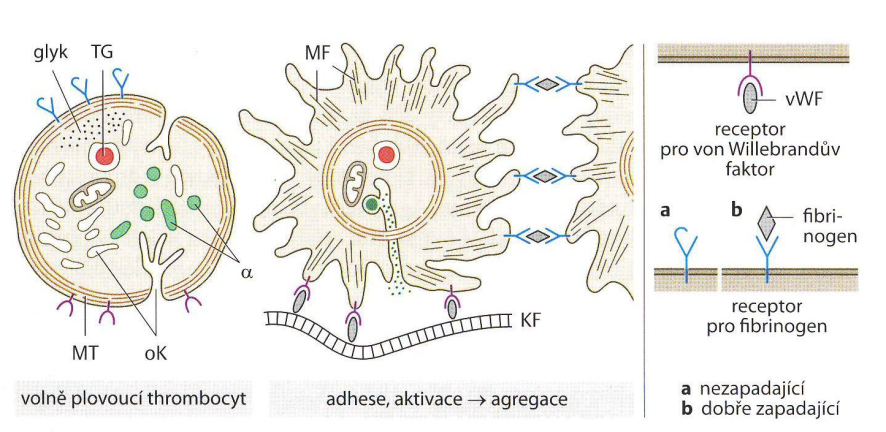 glyk TG
MF
α
MT oK
KF
volně plovoucí thrombocyt
adhese, aktivace → agregace
vWF
receptor
pro von Willebrandův
faktor
a b
fibri-
nogen
receptor
pro fibrinogen
a nezapadající
b dobře zapadající